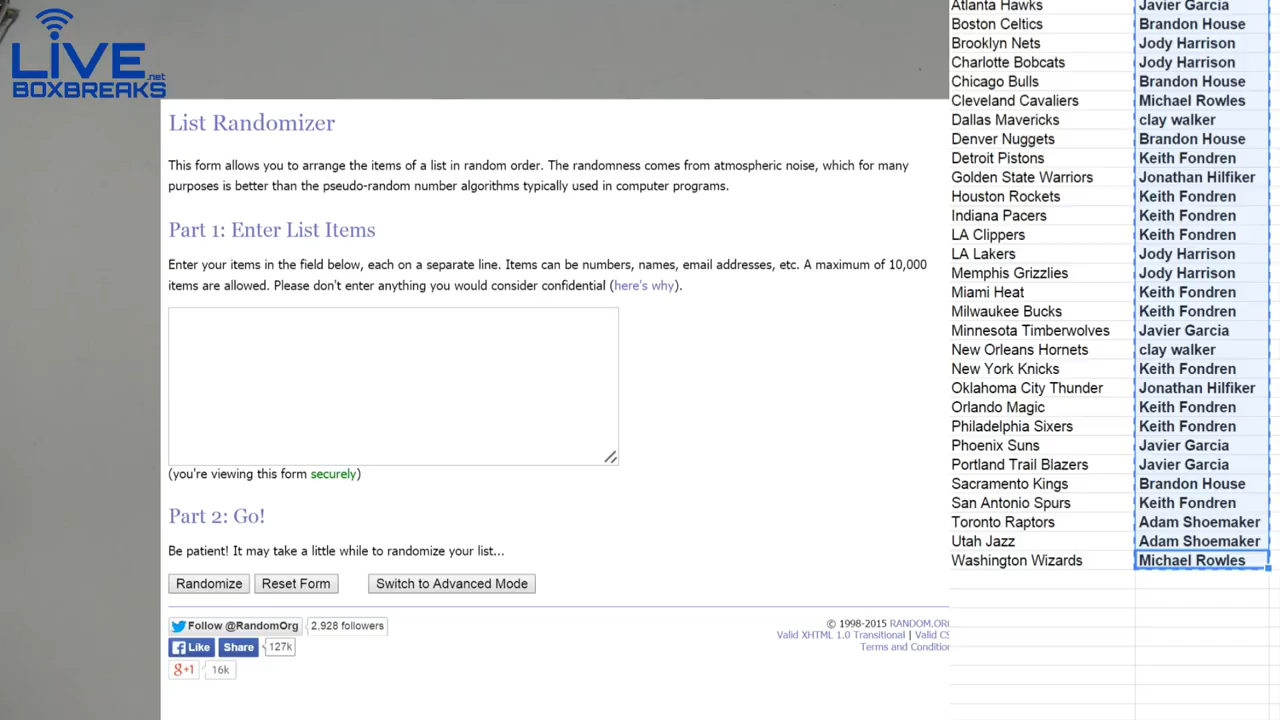 LIVE.net
BOXBREAKS
List Randomizer
This form allows you to arrange the items of a list in random order. The randomness comes from atmospheric noise, which for many
purposes is better than the pseudo-random number algorithms typically used in computer programs.
Part 1: Enter List Items
Enter your items in the field below, each on a separate line. Items can be numbers, names, email addresses, etc. A maximum of 10,000
items are allowed. Please don't enter anything you would consider confidential (here's why).
(you're viewing this form securely)
Part 2: Go!
Be patient! It may take a little while to randomize your list...
Randomize Reset Form Switch to Advanced Mode
Follow @RandomOrg 2,928 followers
Like Share 127k
g+1 16k
© 1998-2015 RANDOM.ORG
Valid XHTML 1.0 Transitional | Valid CS
Terms and Condition
Atlanta Hawks Javier Garcia
Boston Celtics Brandon House
Brooklyn Nets Jody Harrison
Charlotte Bobcats Jody Harrison
Chicago Bulls Brandon House
Cleveland Cavaliers Michael Rowles
Dallas Mavericks clay walker
Denver Nuggets Brandon House
Detroit Pistons Keith Fondren
Golden State Warriors Jonathan Hilfiker
Houston Rockets Keith Fondren
Indiana Pacers Keith Fondren
LA Clippers Keith Fondren
LA Lakers Jody Harrison
Memphis Grizzlies Jody Harrison
Miami Heat Keith Fondren
Milwaukee Bucks Keith Fondren
Minnesota Timberwolves Javier Garcia
New Orleans Hornets clay walker
New York Knicks Keith Fondren
Oklahoma City Thunder Jonathan Hilfiker
Orlando Magic Keith Fondren
Philadelphia Sixers Keith Fondren
Phoenix Suns Javier Garcia
Portland Trail Blazers Javier Garcia
Sacramento Kings Brandon House
San Antonio Spurs Keith Fondren
Toronto Raptors Adam Shoemaker
Utah Jazz Adam Shoemaker
Washington Wizards Michael Rowles